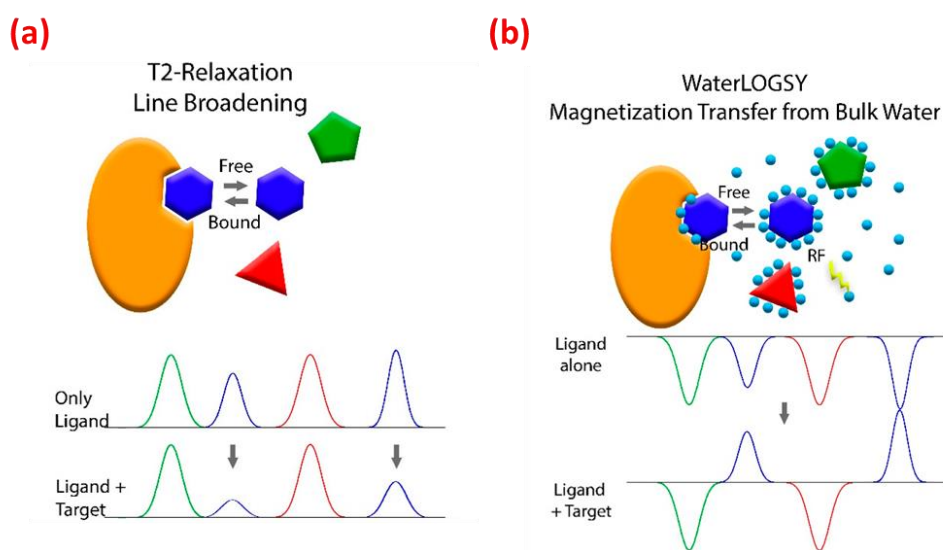 (a)
T2-Relaxation
Line Broadening
Free
Bound
Only
Ligand
Ligand +
Target
(b)
WaterLOGSY
Magnetization Transfer from Bulk Water
Free
Bound
RF
Ligand
alone
Ligand
+ Target